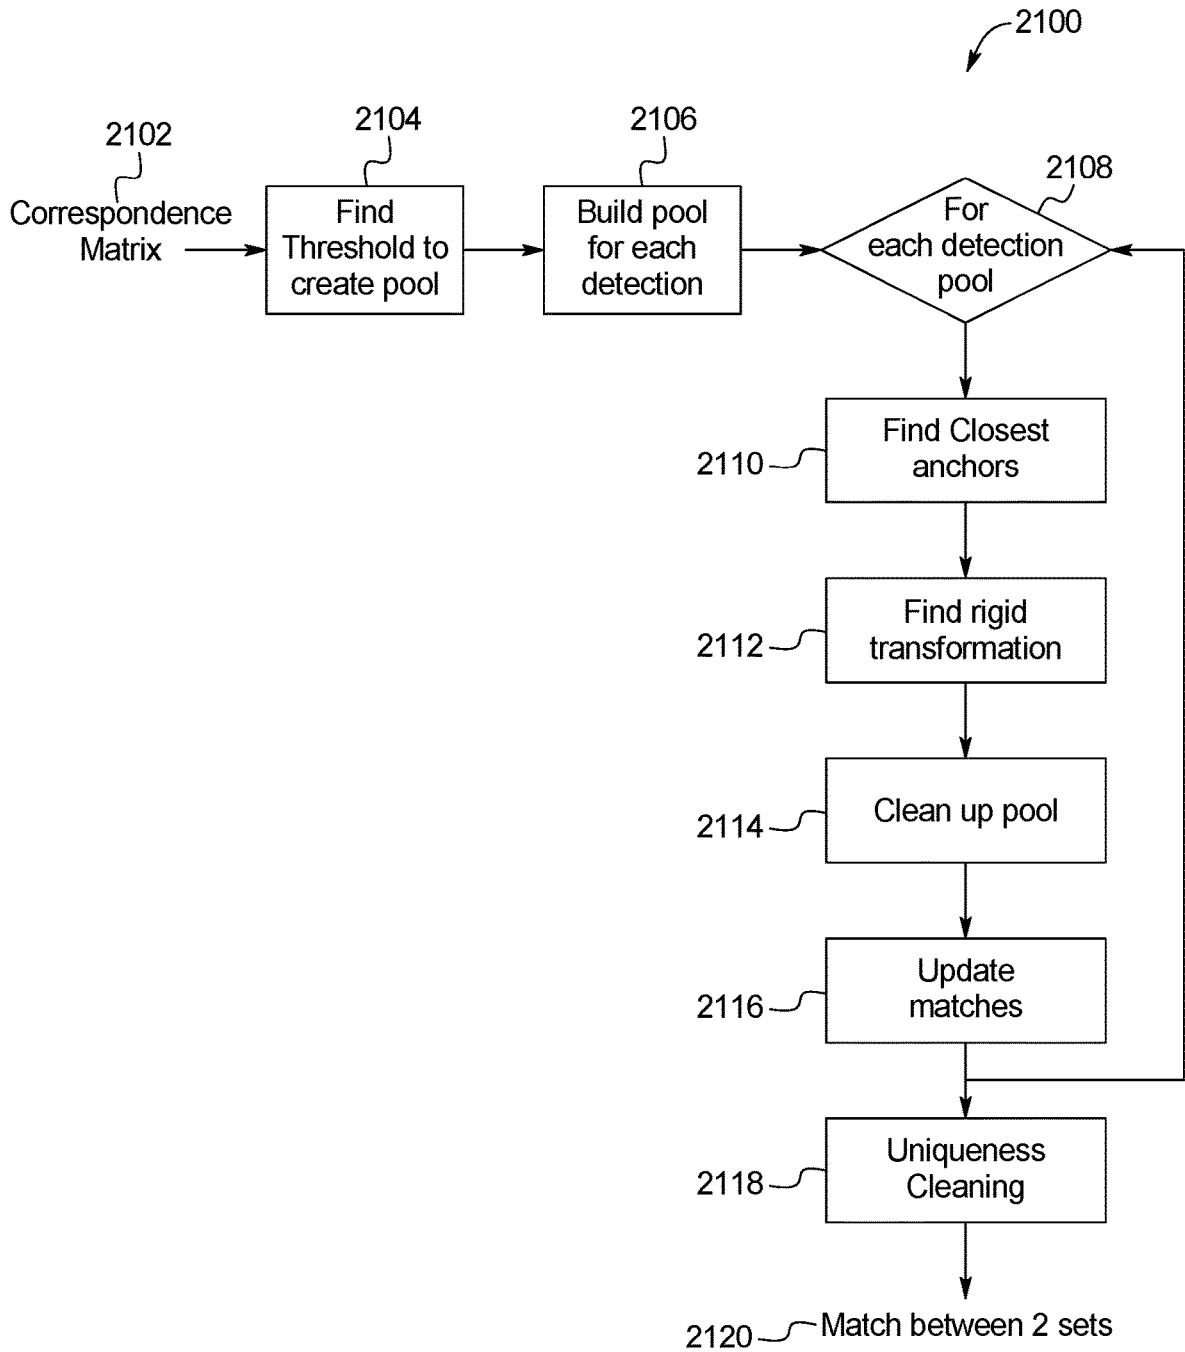 2100
2102
Correspondence
Matrix
2104
Find
Threshold to
create pool
2106
Build pool
for each
detection
2108
For
each detection
pool
2110
Find Closest
anchors
2112
Find rigid
transformation
2114
Clean up pool
2116
Update
matches
2118
Uniqueness
Cleaning
2120
Match between 2 sets